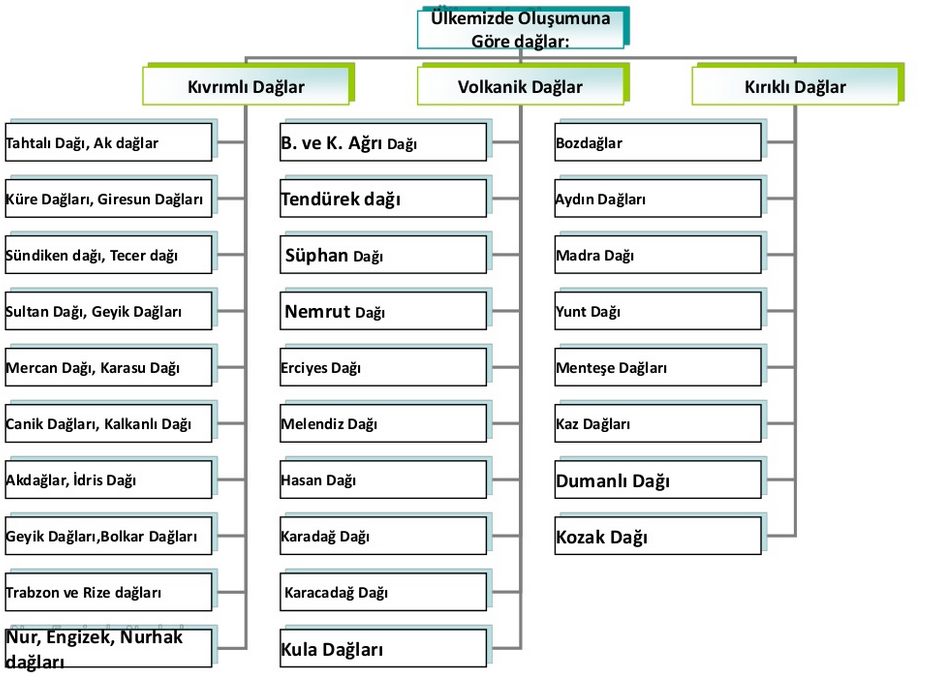 Ülkemizde Oluşumuna
Göre dağlar:
Kıvrımlı Dağlar
Tahtalı Dağı, Ak dağlar
Küre Dağları, Giresun Dağları
Sündiken dağı, Tecer dağı
Sultan Dağı, Geyik Dağları
Mercan Dağı, Karasu Dağı
Canik Dağları, Kalkanlı Dağı
Akdağlar, İdris Dağı
Geyik Dağları,Bolkar Dağları
Trabzon ve Rize dağları
Nur, Engizek, Nurhak
dağları
Volkanik Dağlar
B. ve K. Ağrı Dağı
Tendürek dağı
Süphan Dağı
Nemrut Dağı
Erciyes Dağı
Melendiz Dağı
Hasan Dağı
Karadağ Dağı
Karacadağ Dağı
Kula Dağları
Kırıklı Dağlar
Bozdağlar
Aydın Dağları
Madra Dağı
Yunt Dağı
Menteşe Dağları
Kaz Dağları
Dumanlı Dağı
Kozak Dağı